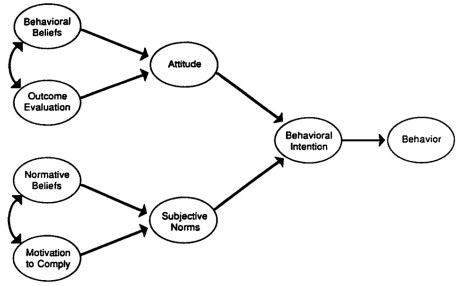 Behavioral
Beliefs
Outcome
Evaluation
Attitude
Normative
Beliefs
Motivation
to Comply
Subjective
Norms
Behavioral
Intention
Behavior